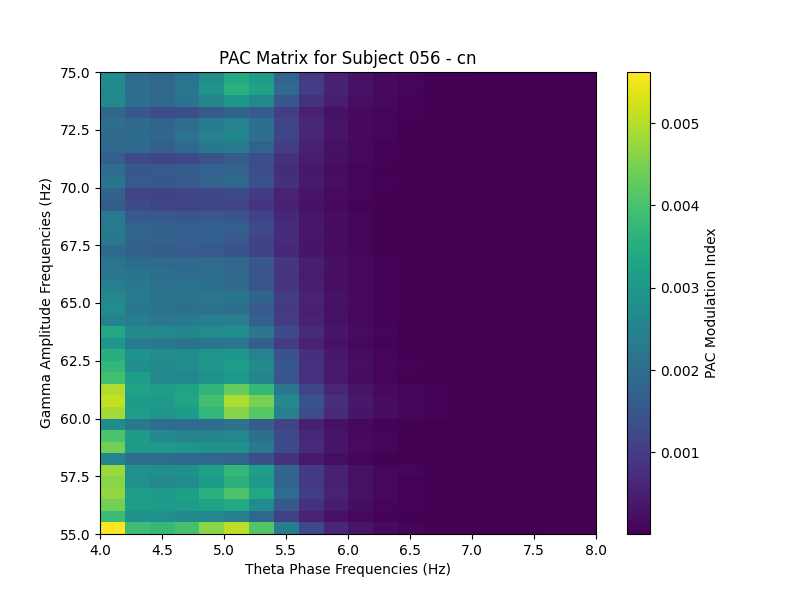 PAC Matrix for Subject 056 - cn
75.0
72.5
70.0
67.5
65.0
62.5
60.0
57.5
55.0
Gamma Amplitude Frequencies (Hz)
4.0 4.5 5.0 5.5 6.0 6.5 7.0 7.5 8.0
Theta Phase Frequencies (Hz)
0.005
0.004
0.003
0.002
0.001
PAC Modulation Index